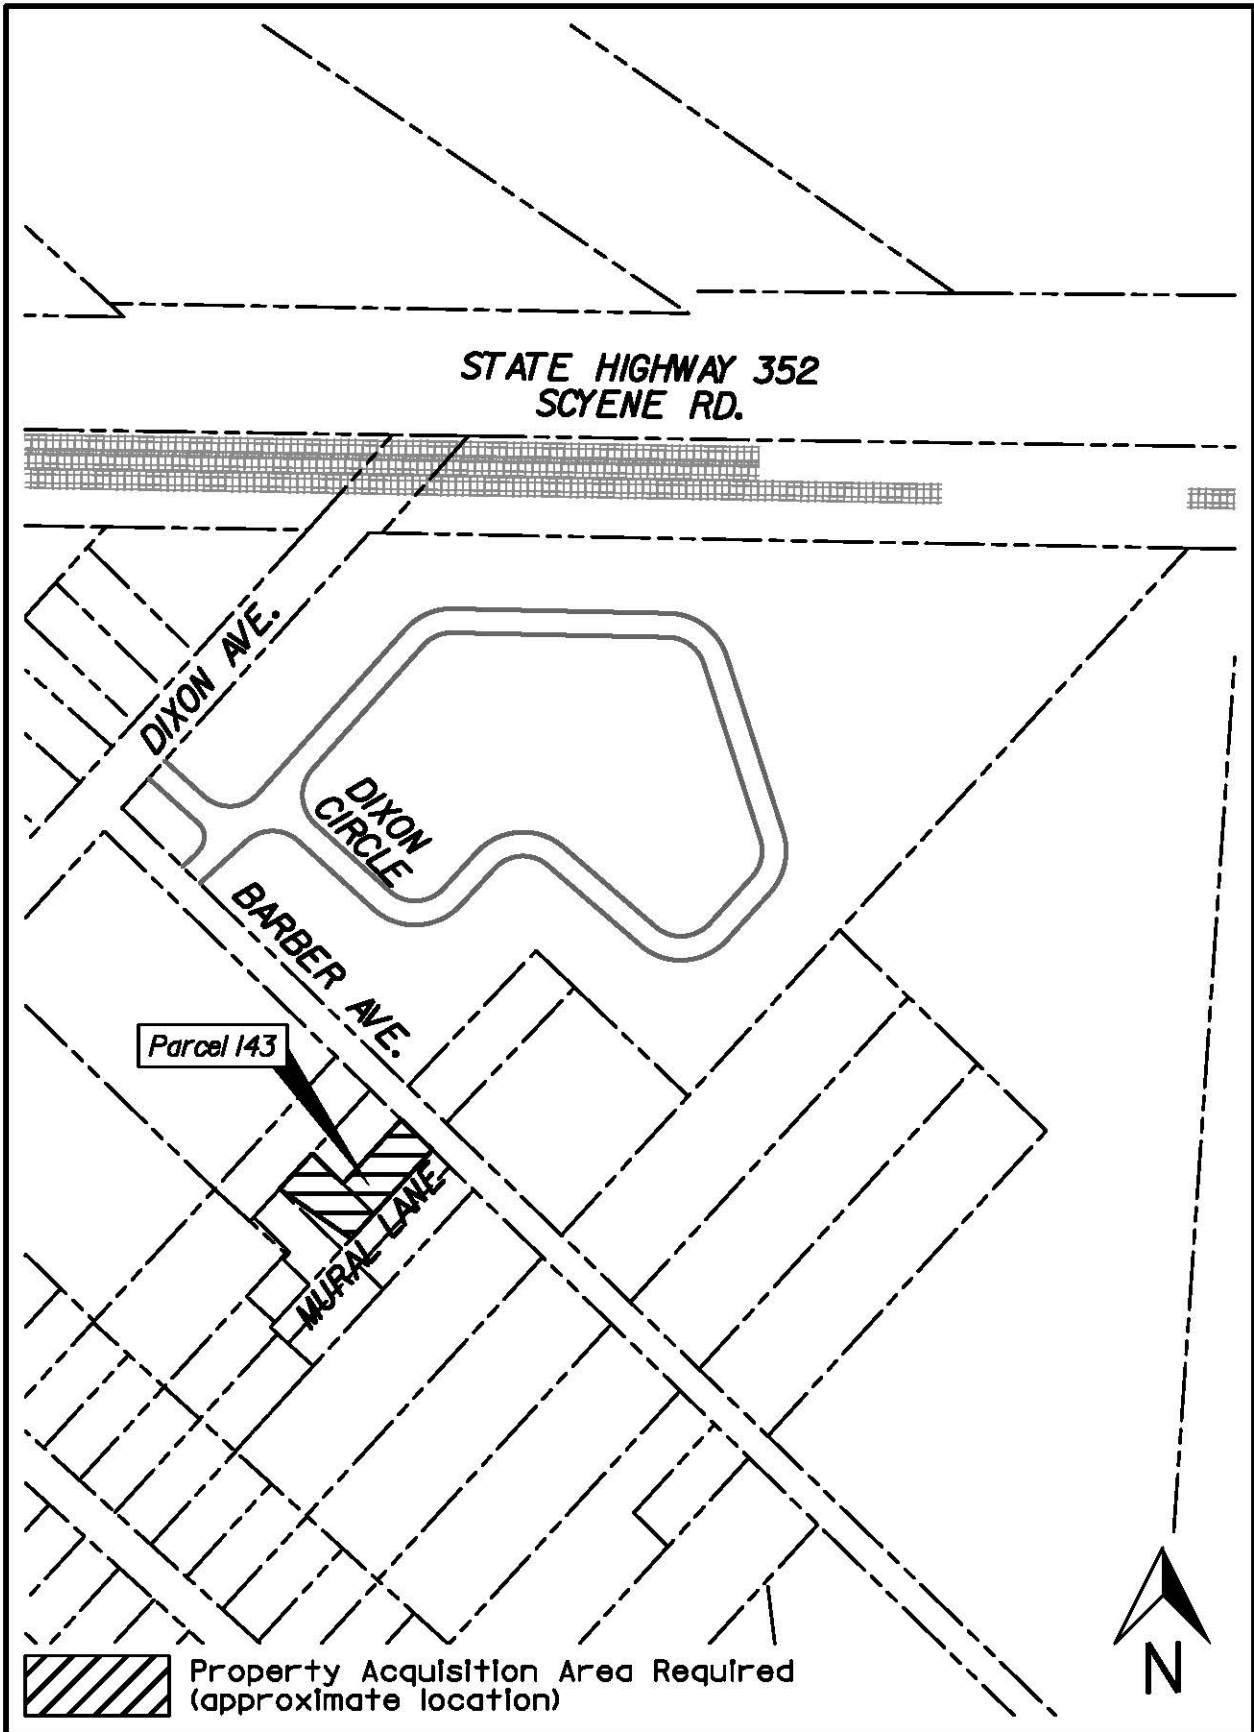 STATE HIGHWAY 352
SCYENE RD.
DIXON AVE.
DIXON
CIRCLE
BARBER AVE.
Parcel 143
MURAL LANE
Property Acquisition Area Required
(approximate location)
N